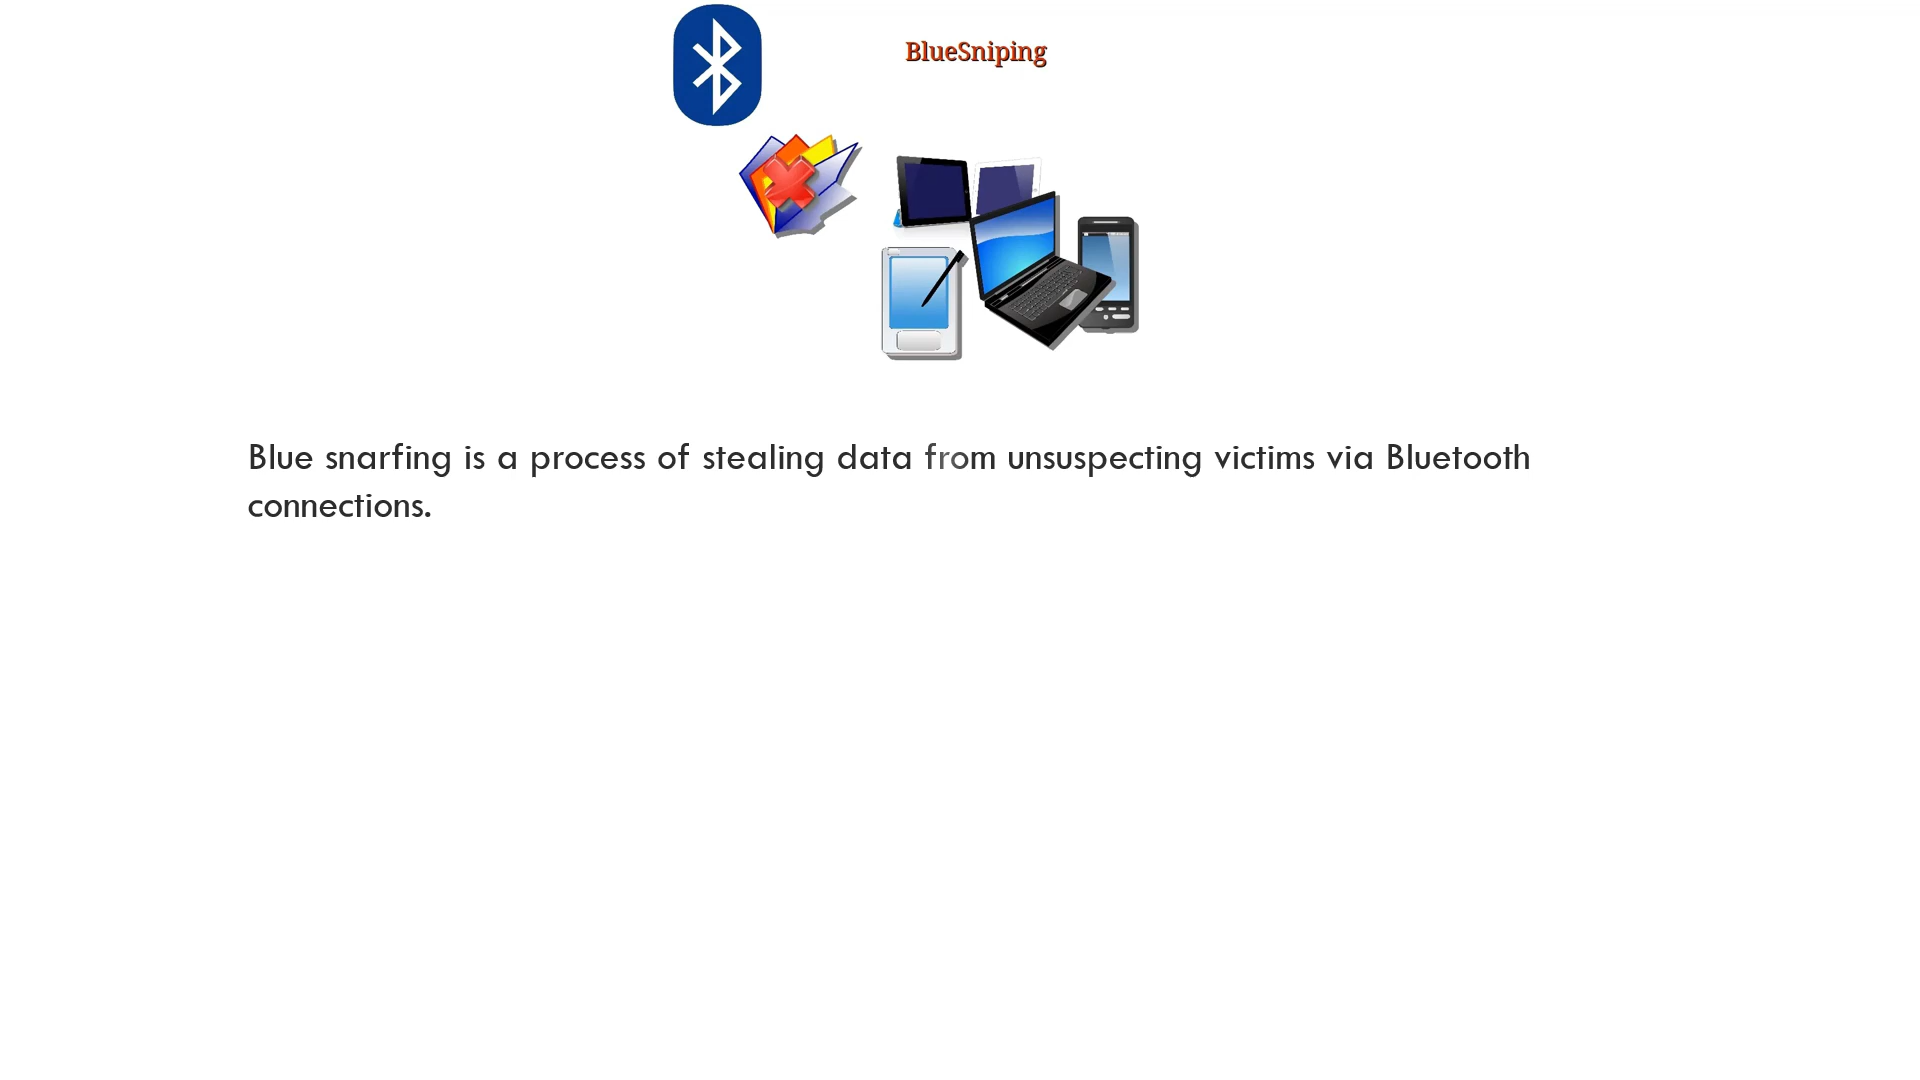 BlueSniping
Blue snarfing is a process of stealing data from unsuspecting victims via Bluetooth
connections.